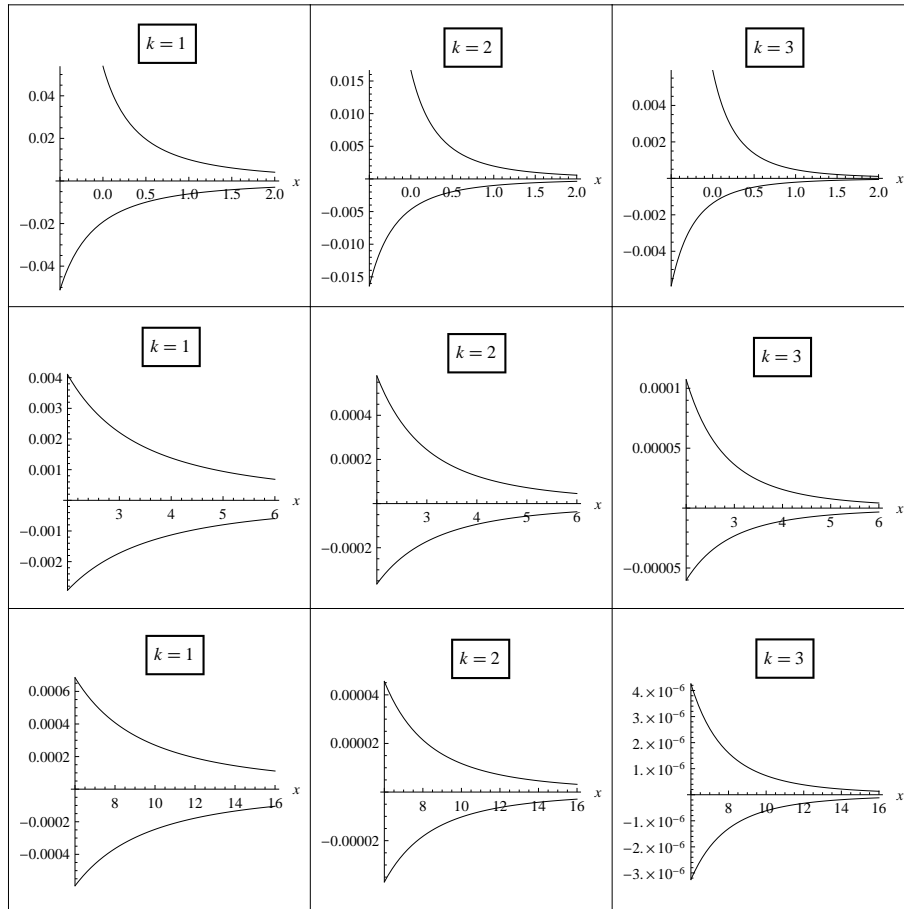 k = 1
0.04
0.02
−0.02
−0.04
0.0 0.5 1.0 1.5 2.0
x
k = 2
0.015
0.010
0.005
−0.005
−0.010
−0.015
0.0 0.5 1.0 1.5 2.0
x
k = 3
0.004
0.002
−0.002
−0.004
0.0 0.5 1.0 1.5 2.0
x
k = 1
0.004
0.003
0.002
0.001
−0.001
−0.002
3 4 5 6
x
k = 2
0.0004
0.0002
−0.0002
3 4 5 6
x
k = 3
0.0001
0.00005
−0.00005
3 4 5 6
x
k = 1
0.0006
0.0004
0.0002
−0.0002
−0.0004
8 10 12 14 16
x
k = 2
0.00004
0.00002
−0.00002
8 10 12 14 16
x
k = 3
4. × 10⁻⁶
3. × 10⁻⁶
2. × 10⁻⁶
1. × 10⁻⁶
−1. × 10⁻⁶
−2. × 10⁻⁶
−3. × 10⁻⁶
8 10 12 14 16
x